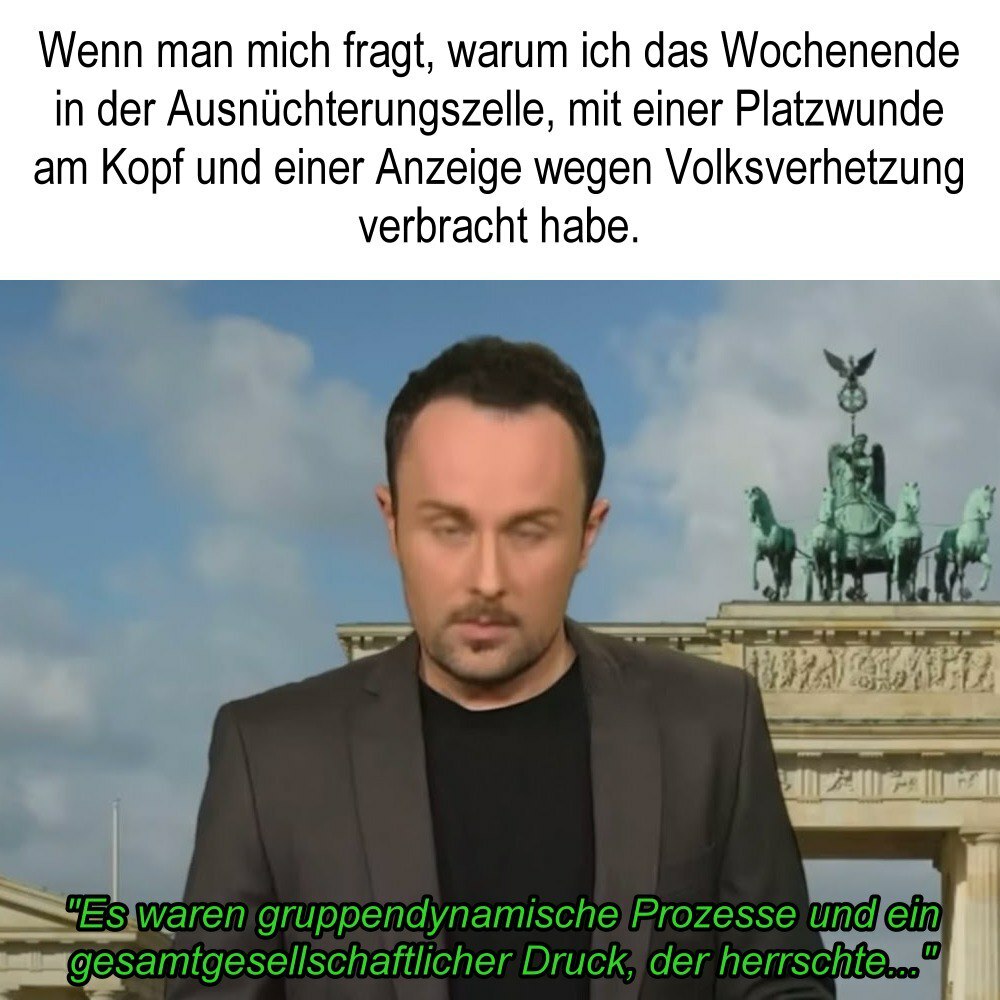 Wenn man mich fragt, warum ich das Wochenende
in der Ausnüchterungszelle, mit einer Platzwunde
am Kopf und einer Anzeige wegen Volksverhetzung
verbracht habe.
"Es waren gruppendynamische Prozesse und ein
gesamtgesellschaftlicher Druck, der herrschte..."